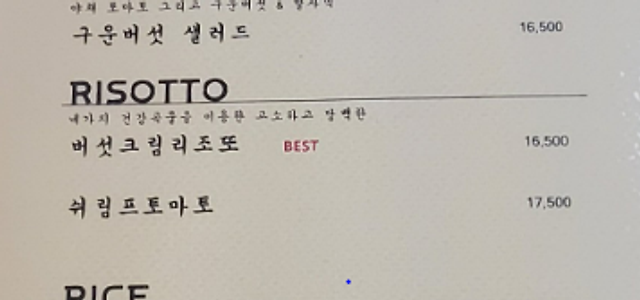 야채 토마토 그리고 구운버섯 &
구운버섯 샐러드 16,500
RISOTTO
네가지 건강곡물을 이용한 고소하고 담백한
버섯크림리조또 BEST 16,500
쉬림프토마토 17,500
RICE